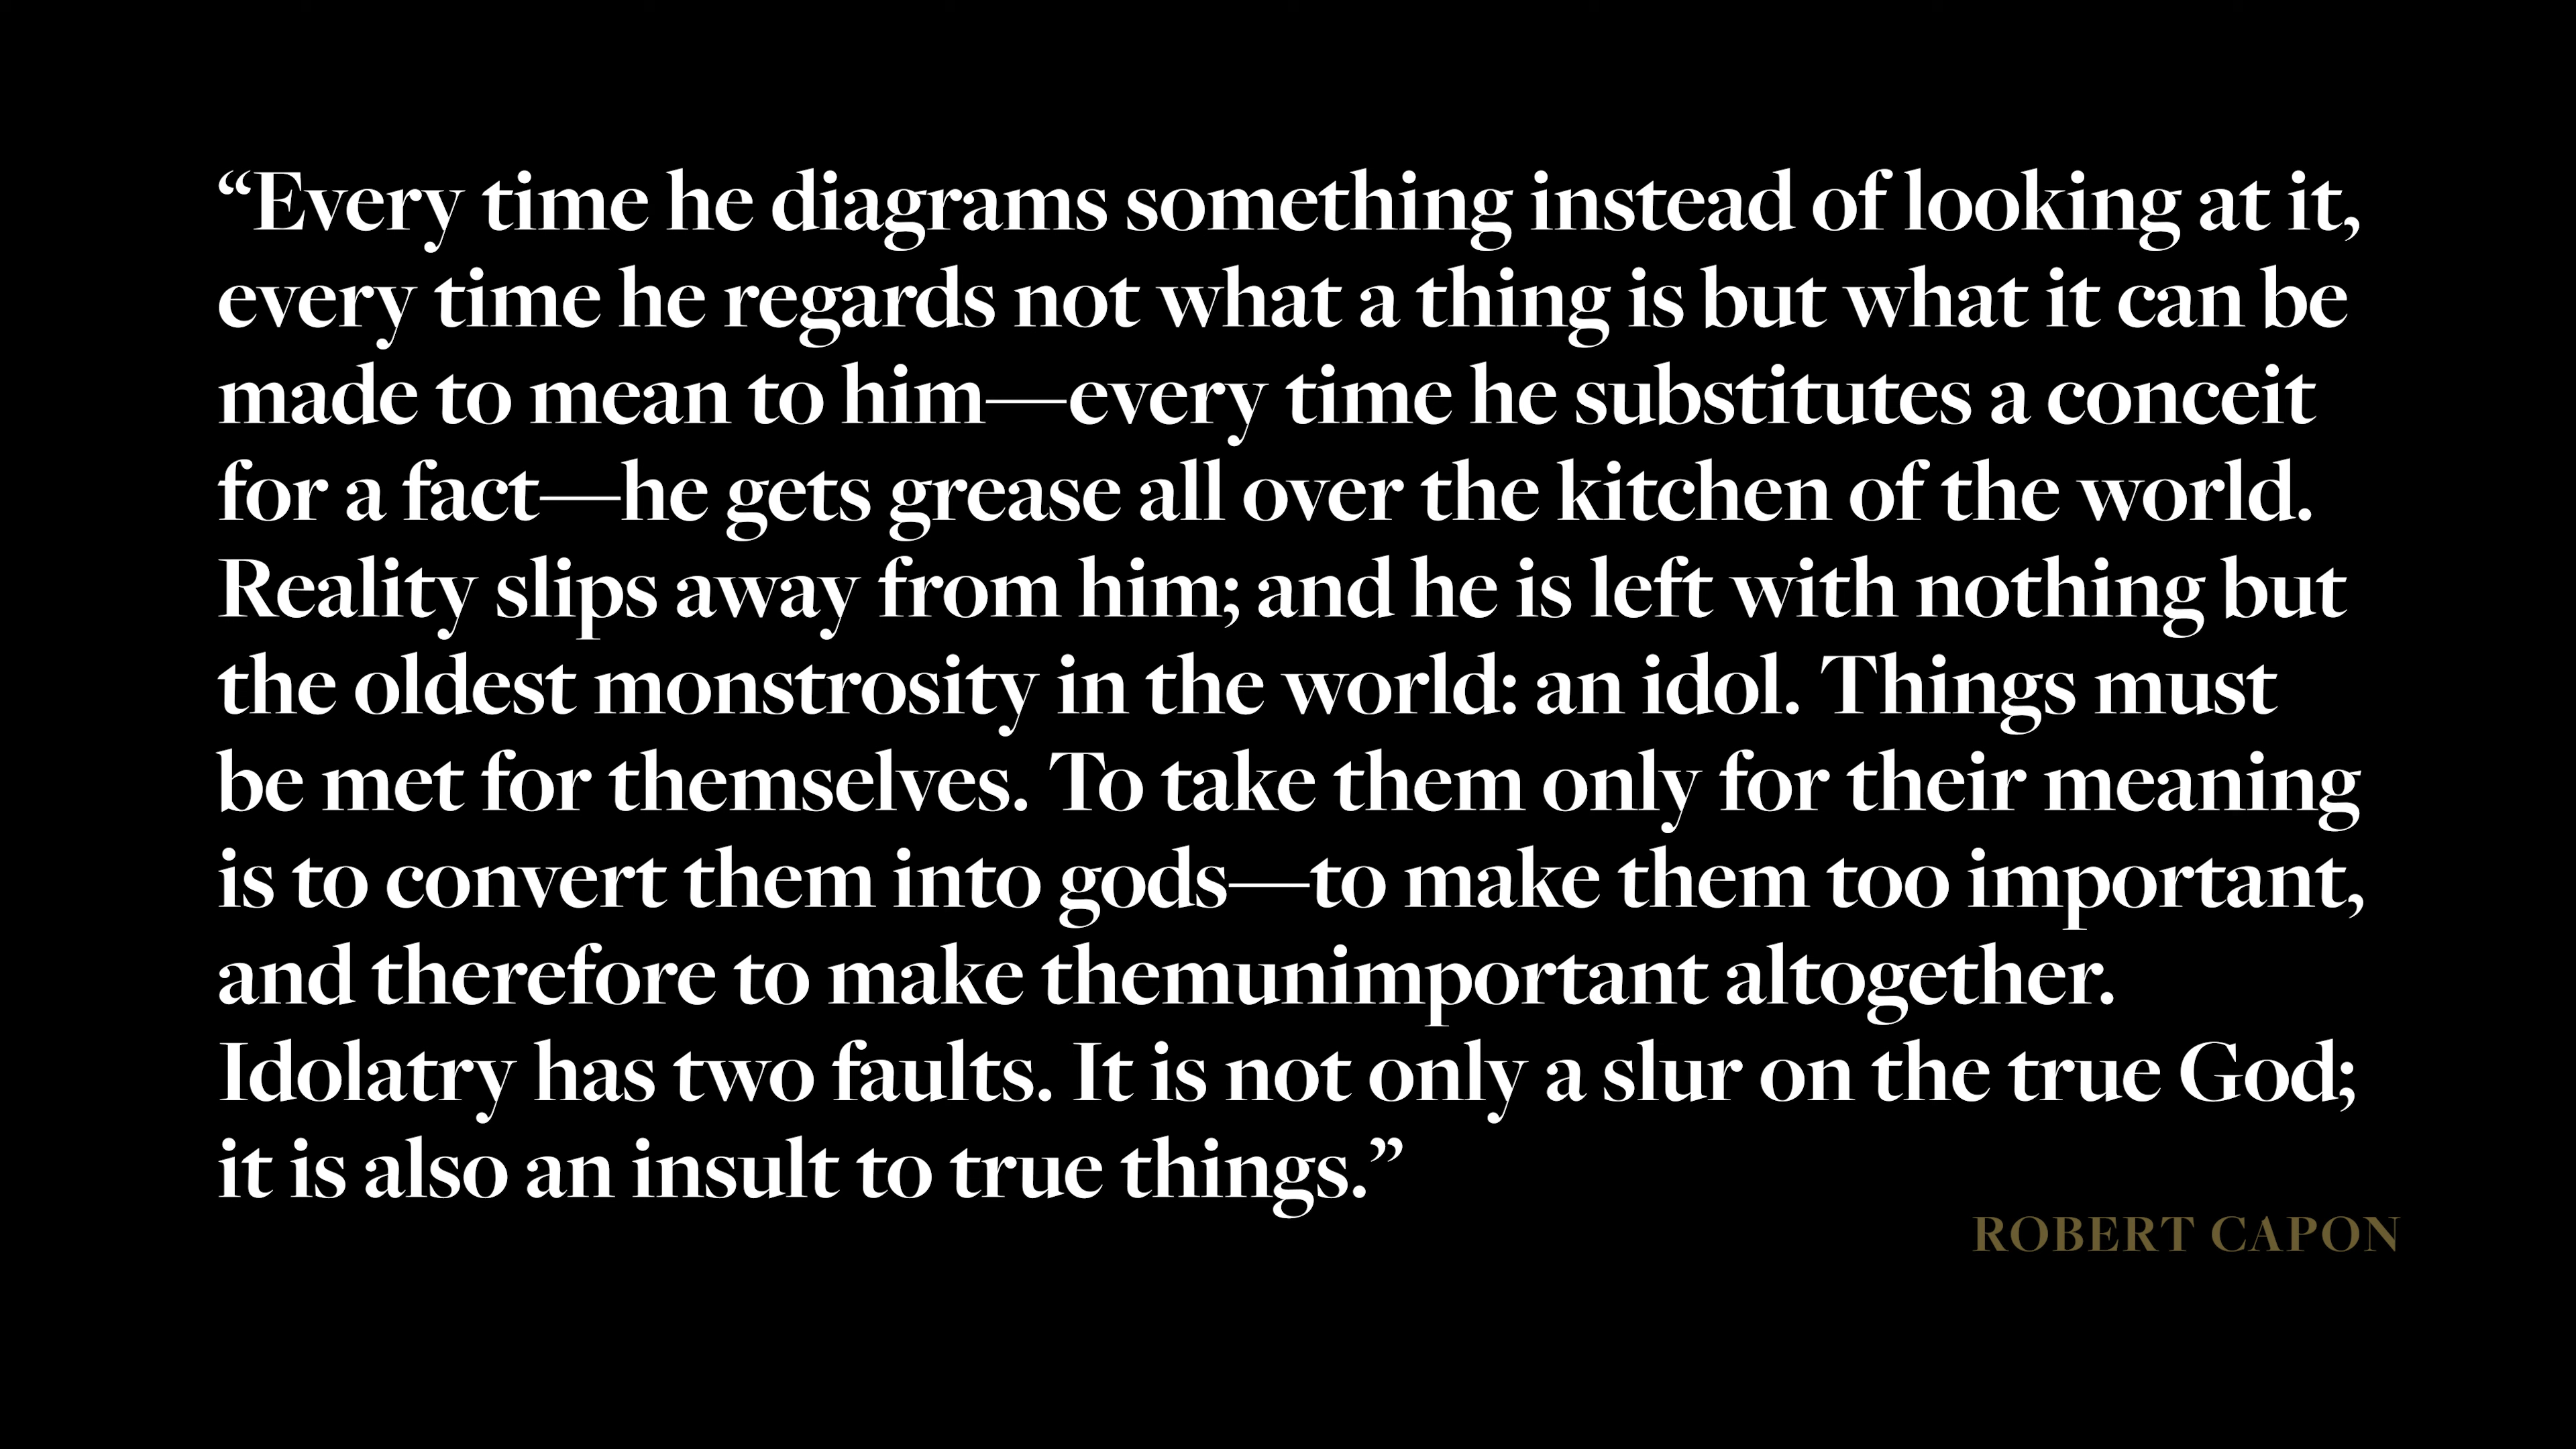 “Every time he diagrams something instead of looking at it,
every time he regards not what a thing is but what it can be
made to mean to him—every time he substitutes a conceit
for a fact—he gets grease all over the kitchen of the world.
Reality slips away from him; and he is left with nothing but
the oldest monstrosity in the world: an idol. Things must
be met for themselves. To take them only for their meaning
is to convert them into gods—to make them too important,
and therefore to make themunimportant altogether.
Idolatry has two faults. It is not only a slur on the true God;
it is also an insult to true things.”
ROBERT CAPON